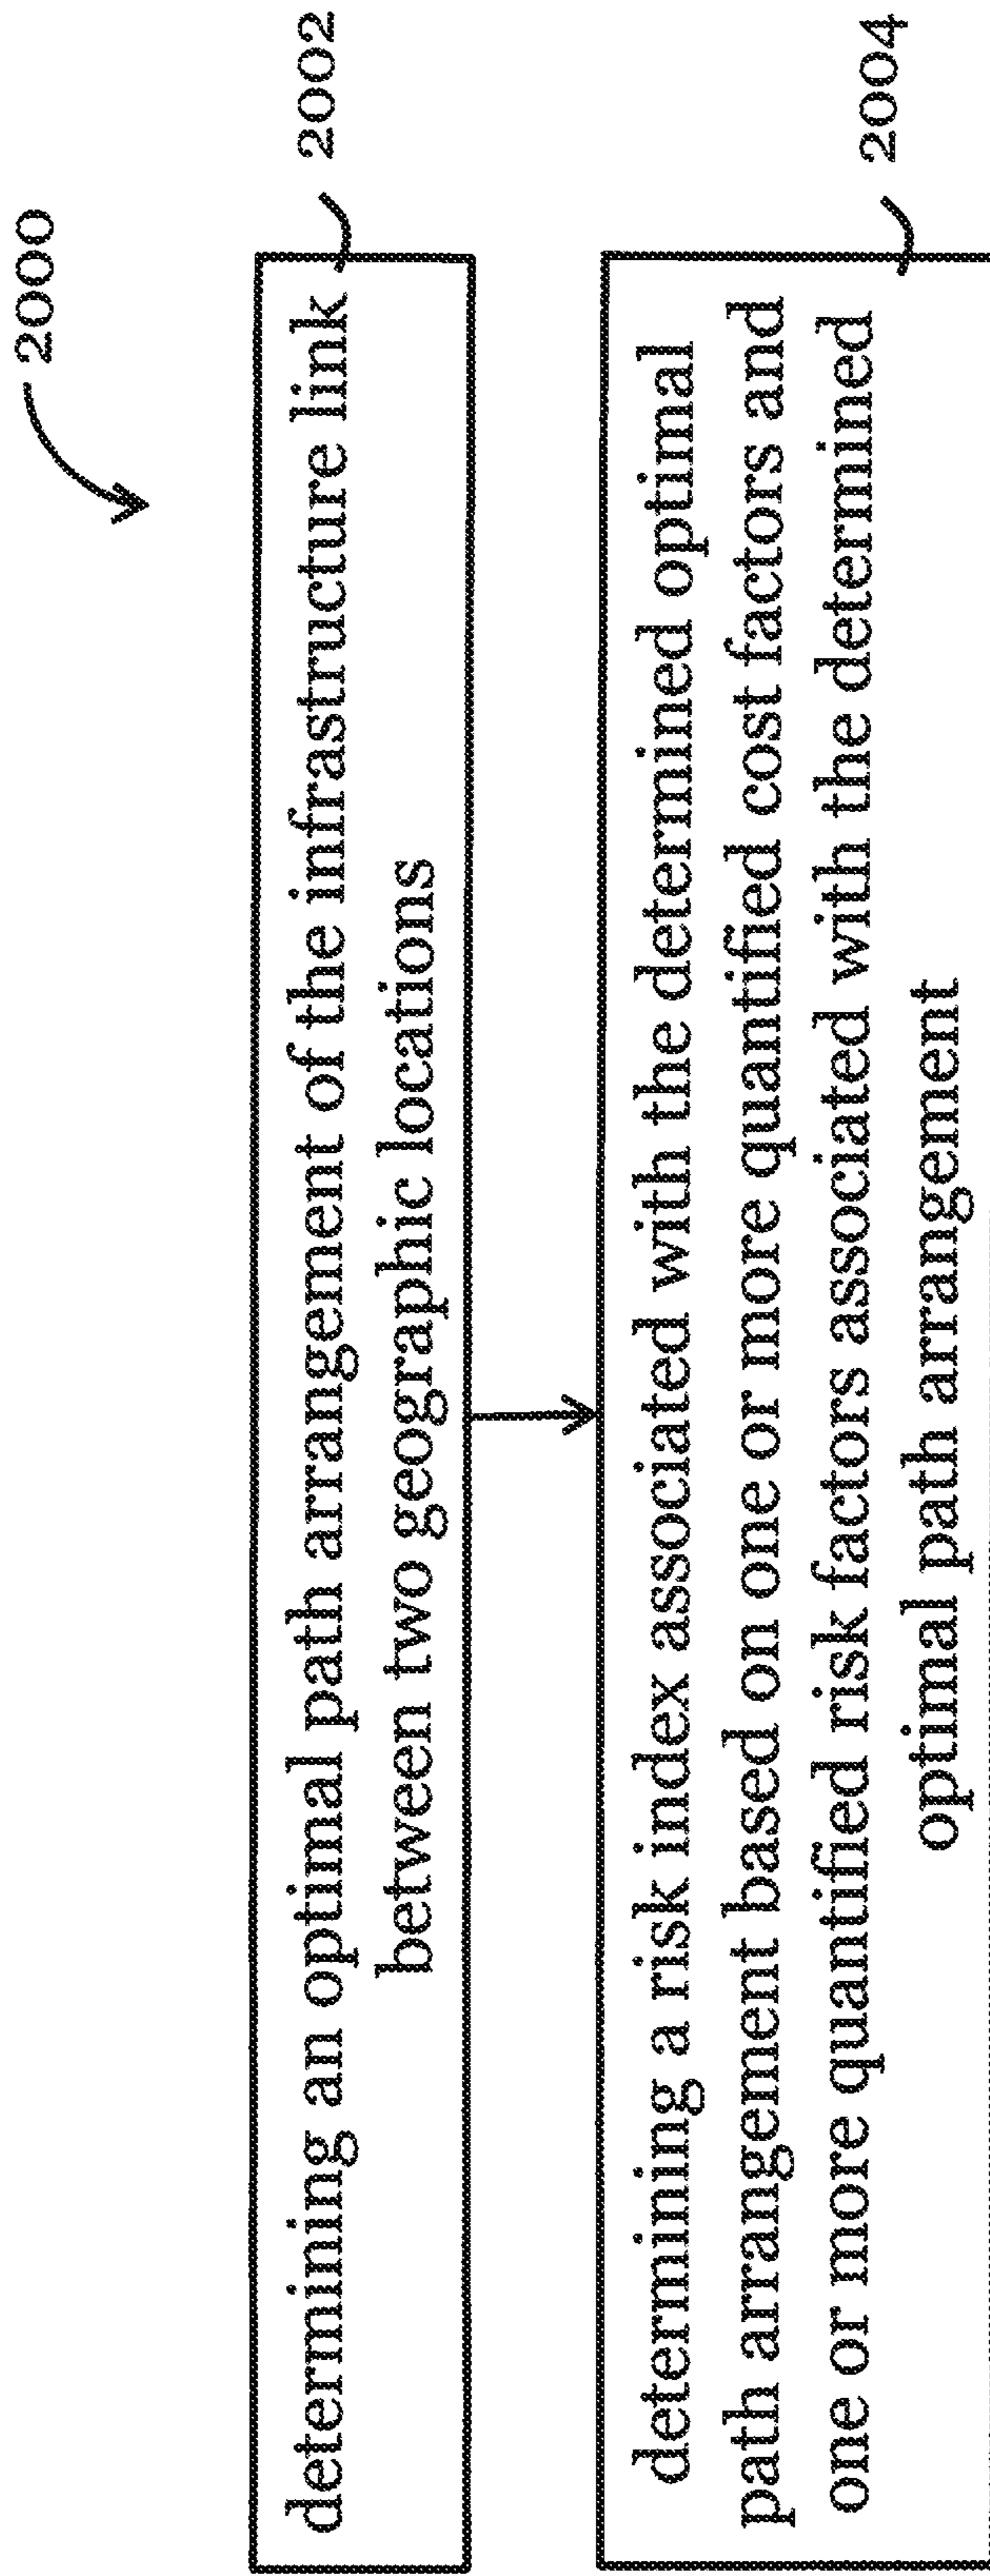 2000
determining an optimal path arrangement of the infrastructure link
between two geographic locations
2002
determining a risk index associated with the determined optimal
path arrangement based on one or more quantified cost factors and
one or more quantified risk factors associated with the determined
optimal path arrangement
2004